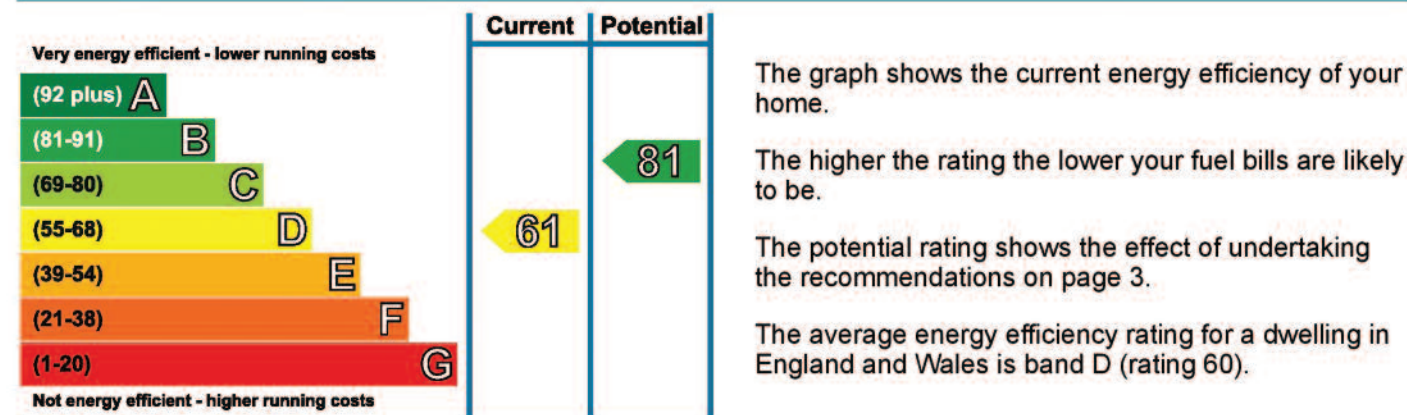 Current Potential
Very energy efficient - lower running costs
(92 plus) A
(81-91) B
(69-80) C
(55-68) D
(39-54) E
(21-38) F
(1-20) G
Not energy efficient - higher running costs
61
81
The graph shows the current energy efficiency of your
home.
The higher the rating the lower your fuel bills are likely
to be.
The potential rating shows the effect of undertaking
the recommendations on page 3.
The average energy efficiency rating for a dwelling in
England and Wales is band D (rating 60).